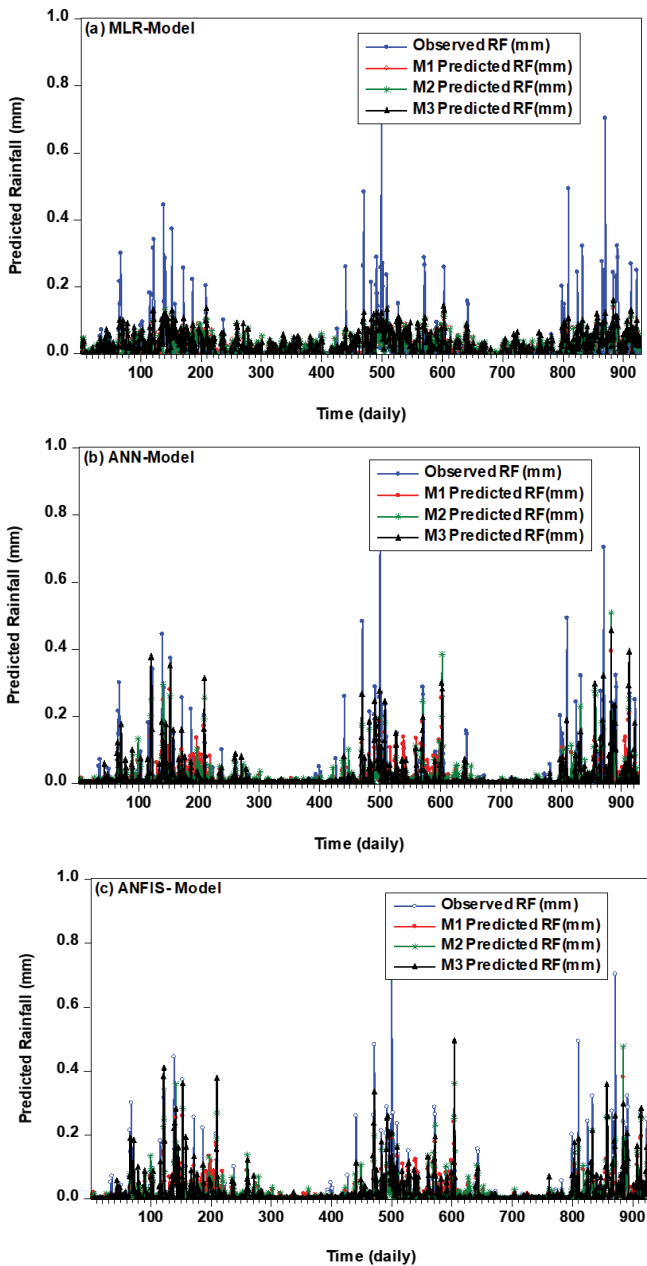 (a) MLR-Model
Observed RF (mm)
M1 Predicted RF(mm)
M2 Predicted RF(mm)
M3 Predicted RF(mm)
Predicted Rainfall (mm)
1.0
0.8
0.6
0.4
0.2
0.0
100 200 300 400 500 600 700 800 900
Time (daily)
(b) ANN-Model
Observed RF (mm)
M1 Predicted RF(mm)
M2 Predicted RF(mm)
M3 Predicted RF(mm)
Predicted Rainfall (mm)
1.0
0.8
0.6
0.4
0.2
0.0
100 200 300 400 500 600 700 800 900
Time (daily)
(c) ANFIS- Model
Observed RF (mm)
M1 Predicted RF(mm)
M2 Predicted RF(mm)
M3 Predicted RF(mm)
Predicted Rainfall (mm)
1.0
0.8
0.6
0.4
0.2
0.0
100 200 300 400 500 600 700 800 900
Time (daily)